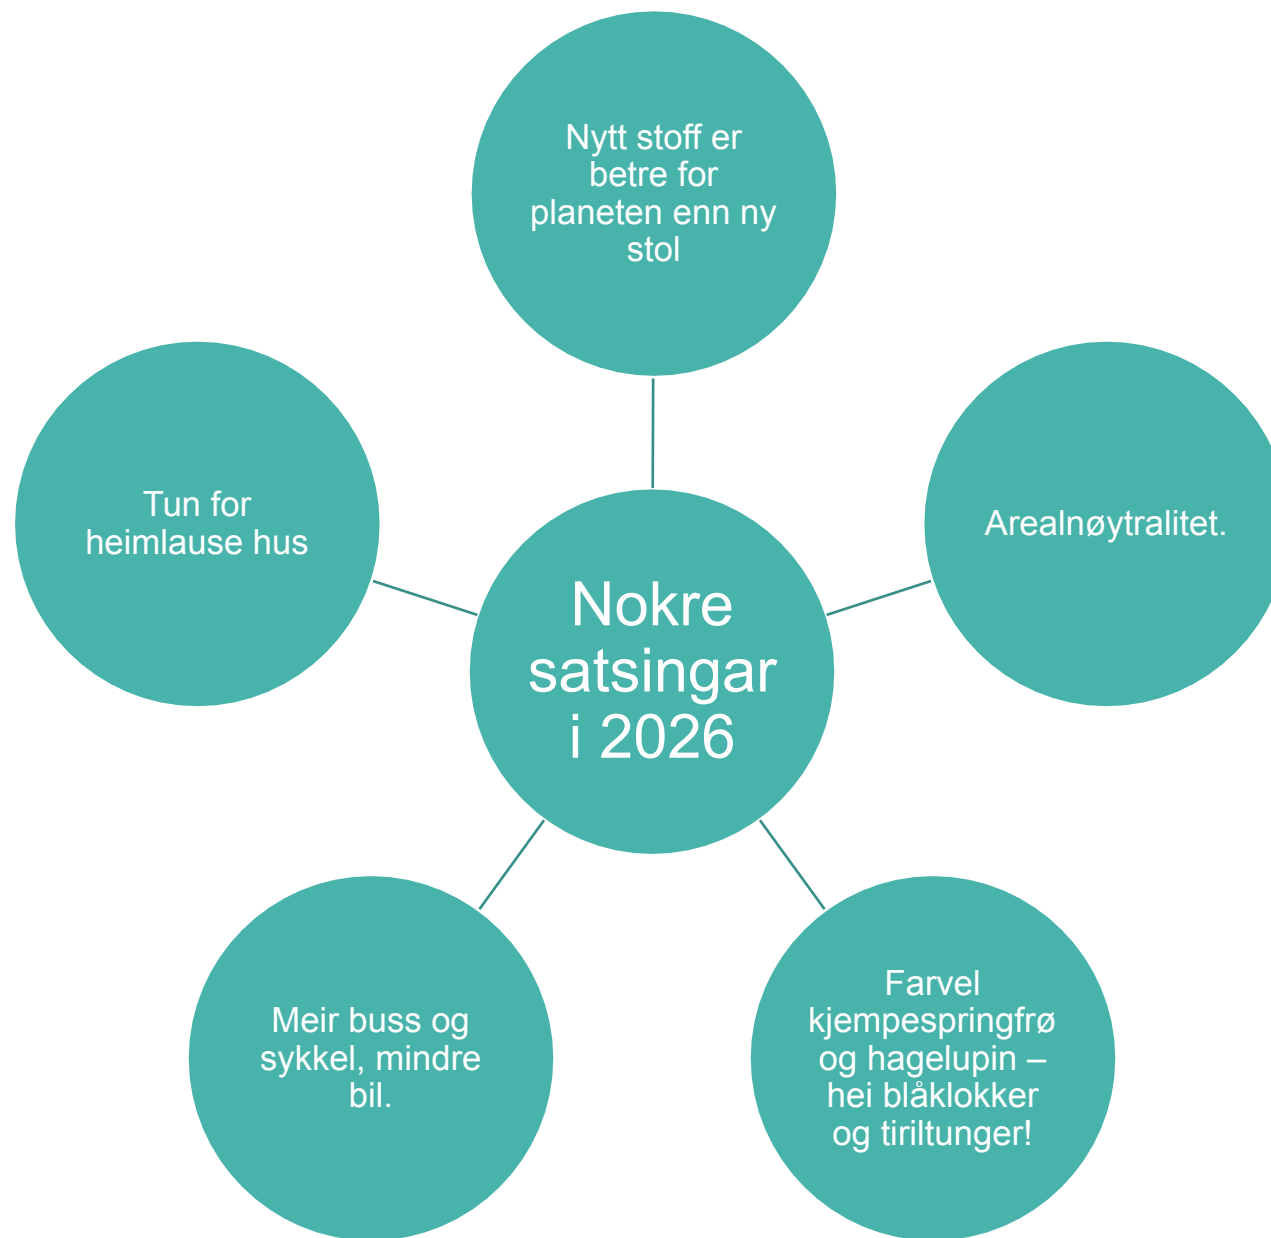 Nytt stoff er
betre for
planeten enn ny
stol
Tun for
heimlause hus
Arealnøytralitet.
Nokre
satsingar
i 2026
Meir buss og
sykkel, mindre
bil.
Farvel
kjempespringfrø
og hagelupin –
hei blåklokker
og tiriltunger!